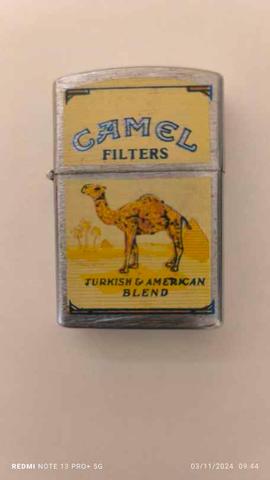 CAMEL
FILTERS
TURKISH & AMERICAN
BLEND
REDMI NOTE 13 PRO+ 5G
03/11/2024 09:44